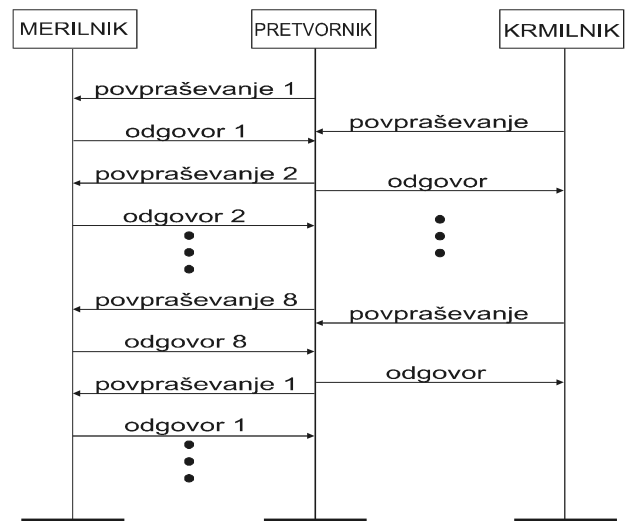 MERILNIK
PRETVORNIK
KRMILNIK
povpraševanje 1
povpraševanje
odgovor 1
povpraševanje 2
odgovor
odgovor 2
povpraševanje 8
povpraševanje
odgovor 8
odgovor
povpraševanje 1
odgovor 1